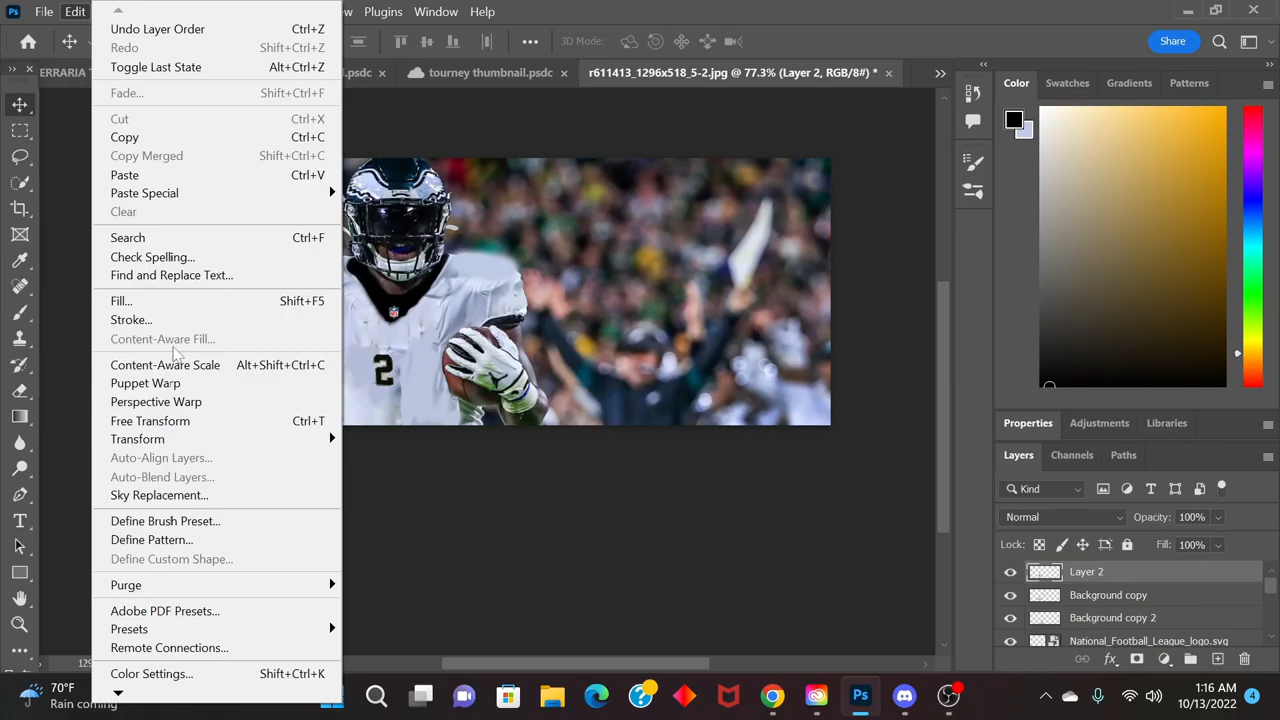 Ps File Edit ew Plugins Window Help
3D Mode: Share
ERRARIA l.psdc × tourney thumbnail.psdc × r611413_1296x518_5-2.jpg @ 77.3% (Layer 2, RGB/8#) * ×
Undo Layer Order Ctrl+Z
Redo Shift+Ctrl+Z
Toggle Last State Alt+Ctrl+Z
Fade... Shift+Ctrl+F
Cut Ctrl+X
Copy Ctrl+C
Copy Merged Shift+Ctrl+C
Paste Ctrl+V
Paste Special
Clear
Search Ctrl+F
Check Spelling...
Find and Replace Text...
Fill... Shift+F5
Stroke...
Content-Aware Fill...
Content-Aware Scale Alt+Shift+Ctrl+C
Puppet Warp
Perspective Warp
Free Transform Ctrl+T
Transform
Auto-Align Layers...
Auto-Blend Layers...
Sky Replacement...
Define Brush Preset...
Define Pattern...
Define Custom Shape...
Purge
Adobe PDF Presets...
Presets
Remote Connections...
Color Settings... Shift+Ctrl+K
2
Color Swatches Gradients Patterns
Properties Adjustments Libraries
Layers Channels Paths
Kind
Normal Opacity: 100%
Lock: Fill: 100%
Layer 2
Background copy
Background copy 2
National_Football_League_logo.svg
129
70°F
Rain coming
2
Ps
1:16 AM
10/13/2022
4